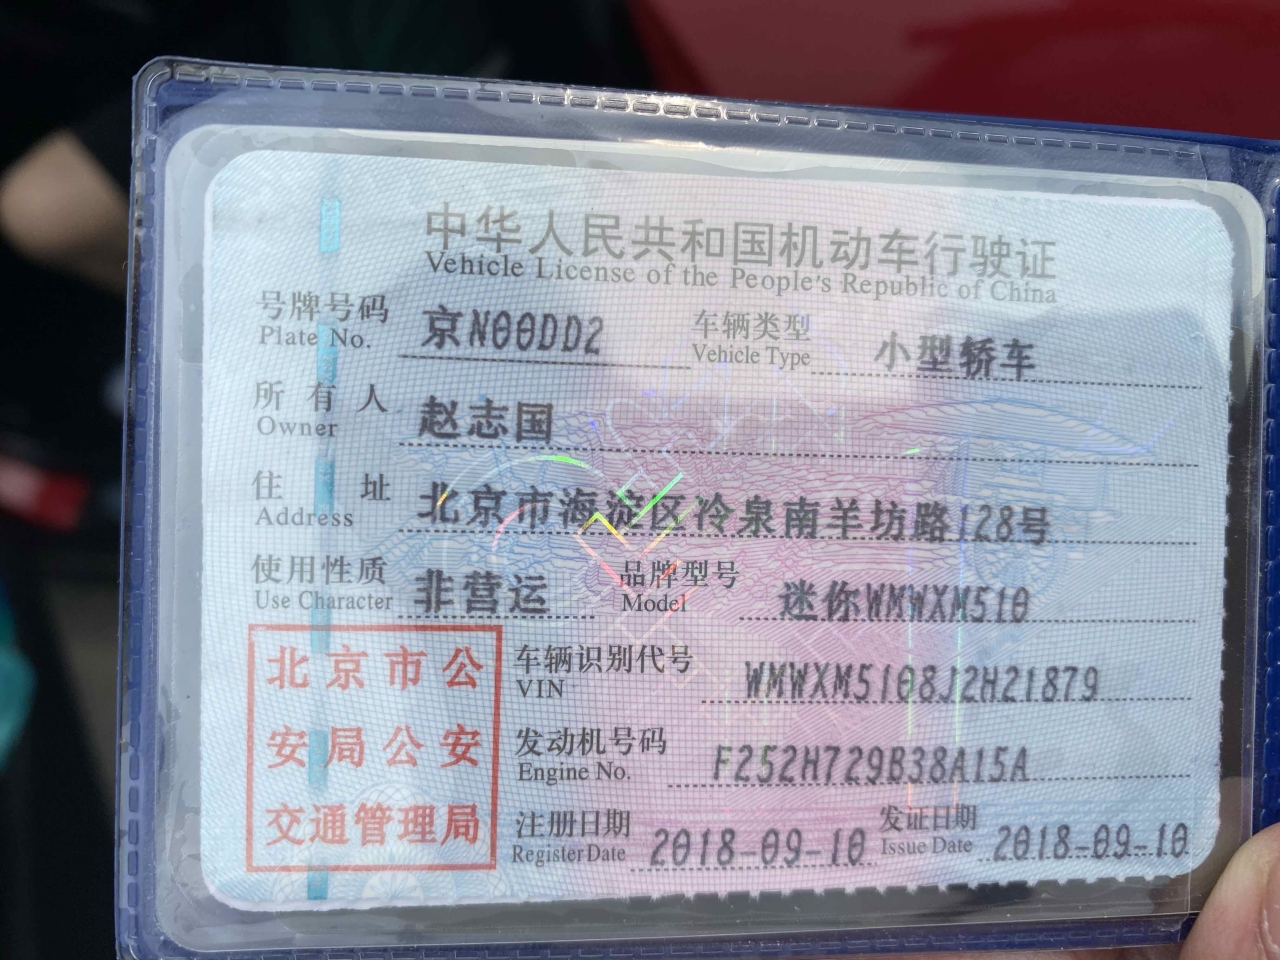 中华人民共和国机动车行驶证
Vehicle License of the People's Republic of China
号牌号码 京N00DD2 车辆类型 小型轿车
Plate No. Vehicle Type
所有人 赵志国
Owner
住址 北京市海淀区冷泉南羊坊路128号
Address
使用性质 非营运 品牌型号 迷你WMWXM510
Use Character Model
北京市公
安局公安
交通管理局
车辆识别代号 WMWXM5108J2H21879
VIN
发动机号码 F252H729B38A15A
Engine No.
注册日期 2018-09-10 发证日期 2018-09-10
Register Date Issue Date